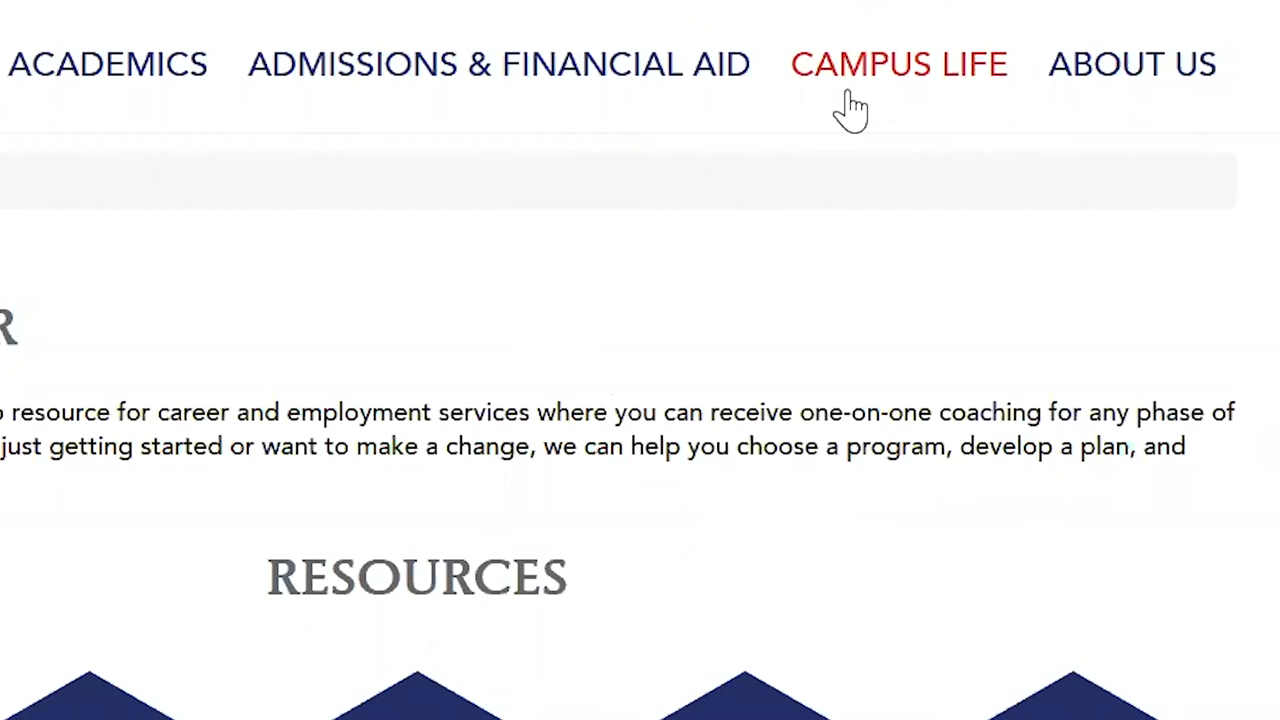 ACADEMICS ADMISSIONS & FINANCIAL AID CAMPUS LIFE ABOUT US
R
resource for career and employment services where you can receive one-on-one coaching for any phase of
just getting started or want to make a change, we can help you choose a program, develop a plan, and
RESOURCES